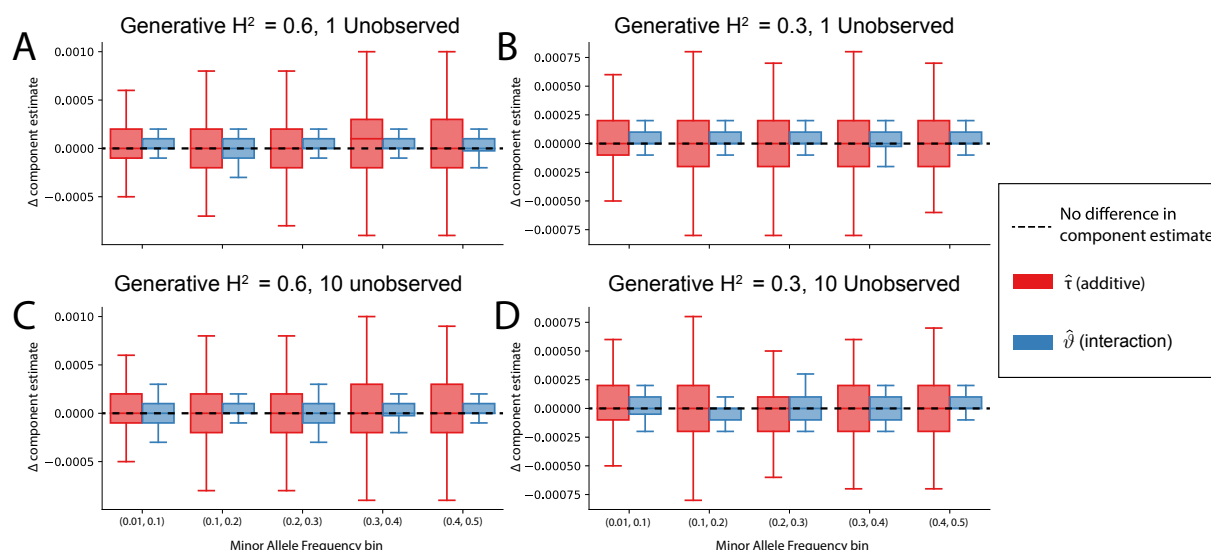 A
Generative H² = 0.6, 1 Unobserved
Δ component estimate
0.0010
0.0005
0.0000
−0.0005
B
Generative H² = 0.3, 1 Unobserved
Δ component estimate
0.00075
0.00050
0.00025
0.00000
−0.00025
−0.00050
−0.00075
No difference in
component estimate
τ̂ (additive)
ϑ̂ (interaction)
C
Generative H² = 0.6, 10 unobserved
Δ component estimate
0.0010
0.0005
0.0000
−0.0005
(0.01, 0.1)
(0.1, 0.2)
(0.2, 0.3)
(0.3, 0.4)
(0.4, 0.5)
Minor Allele Frequency bin
D
Generative H² = 0.3, 10 Unobserved
Δ component estimate
0.00075
0.00050
0.00025
0.00000
−0.00025
−0.00050
−0.00075
(0.01, 0.1)
(0.1, 0.2)
(0.2, 0.3)
(0.3, 0.4)
(0.4, 0.5)
Minor Allele Frequency bin